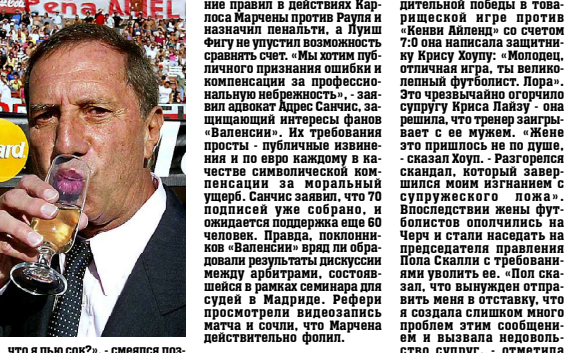 Peña AMEL
ard
что я пью сок?», - смеялся поз-
ние правил в действиях Кар-
лоса Марчены против Рауля и
назначил пенальти, а Луиш
Фигу не упустил возможность
сравнять счет. «Мы хотим пуб-
личного признания ошибки и
компенсации за профессио-
нальную небрежность», - зая-
вил адвокат Адрес Санчис, за-
щищающий интересы фанов
«Валенсии». Их требования
просты - публичные извине-
ния и по евро каждому в ка-
честве символической ком-
пенсации за моральный
ущерб. Санчис заявил, что 70
подписей уже собрано, и
ожидается поддержка еще 60
человек. Правда, поклонни-
ков «Валенсии» вряд ли обра-
довали результаты дискуссии
между арбитрами, состояв-
шейся в рамках семинара для
судей в Мадриде. Рефери
просмотрели видеозапись
матча и сочли, что Марчена
действительно фолил.
дительной победы в това-
рищеской игре против
«Кенви Айленд» со счетом
7:0 она написала защитни-
ку Крису Хоупу: «Молодец,
отличная игра, ты велико-
лепный футболист. Лора».
Это чрезвычайно огорчило
супругу Криса Лайзу - она
решила, что тренер заигры-
вает с ее мужем. «Жене
это пришлось не по душе,
- сказал Хоуп. - Разгорелся
скандал, который завер-
шился моим изгнанием с
супружеского ложа».
Впоследствии жены фут-
болистов ополчились на
Черч и стали наседать на
председателя правления
Пола Скалли с требовани-
ями уволить ее. «Пол ска-
зал, что вынужден отпра-
вить меня в отставку, что
я создала слишком много
проблем этим сообщени-
ем и вызвала недоволь-
ство супруг, - отметила